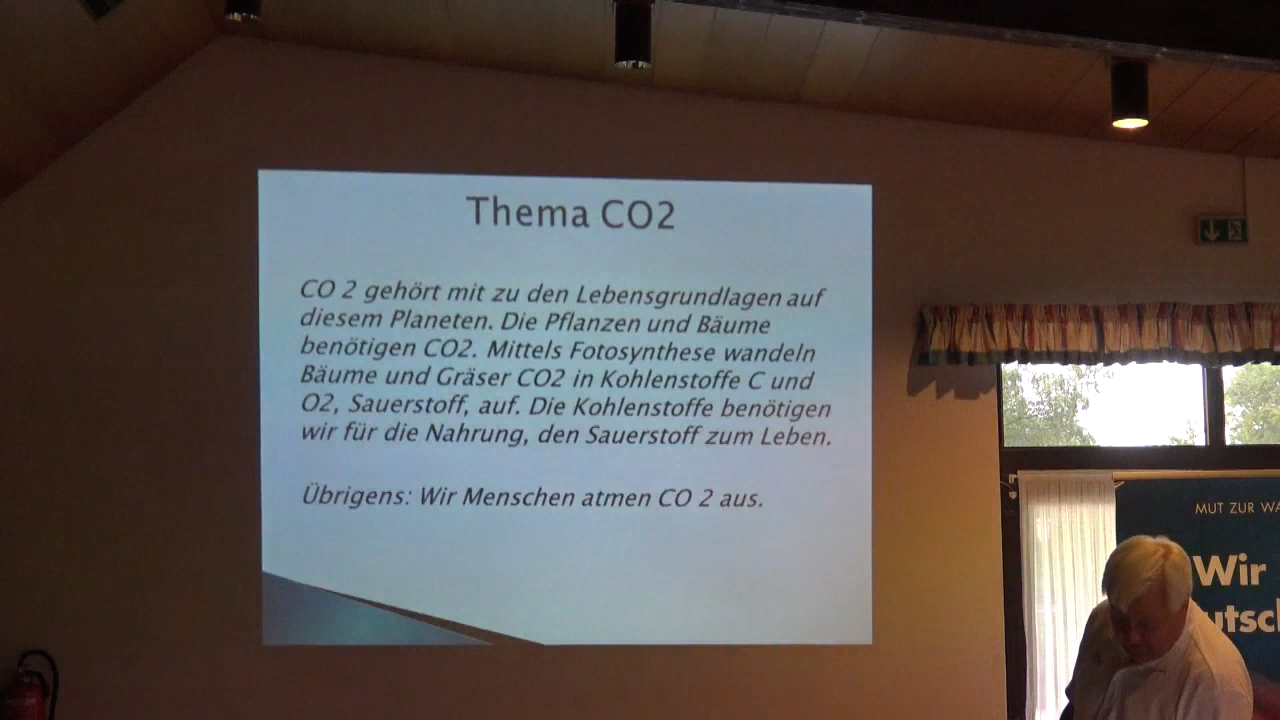 Thema CO2
CO 2 gehört mit zu den Lebensgrundlagen auf
diesem Planeten. Die Pflanzen und Bäume
benötigen CO2. Mittels Fotosynthese wandeln
Bäume und Gräser CO2 in Kohlenstoffe C und
O2, Sauerstoff, auf. Die Kohlenstoffe benötigen
wir für die Nahrung, den Sauerstoff zum Leben.
Übrigens: Wir Menschen atmen CO 2 aus.
MUT ZUR WA
Wir
utsch